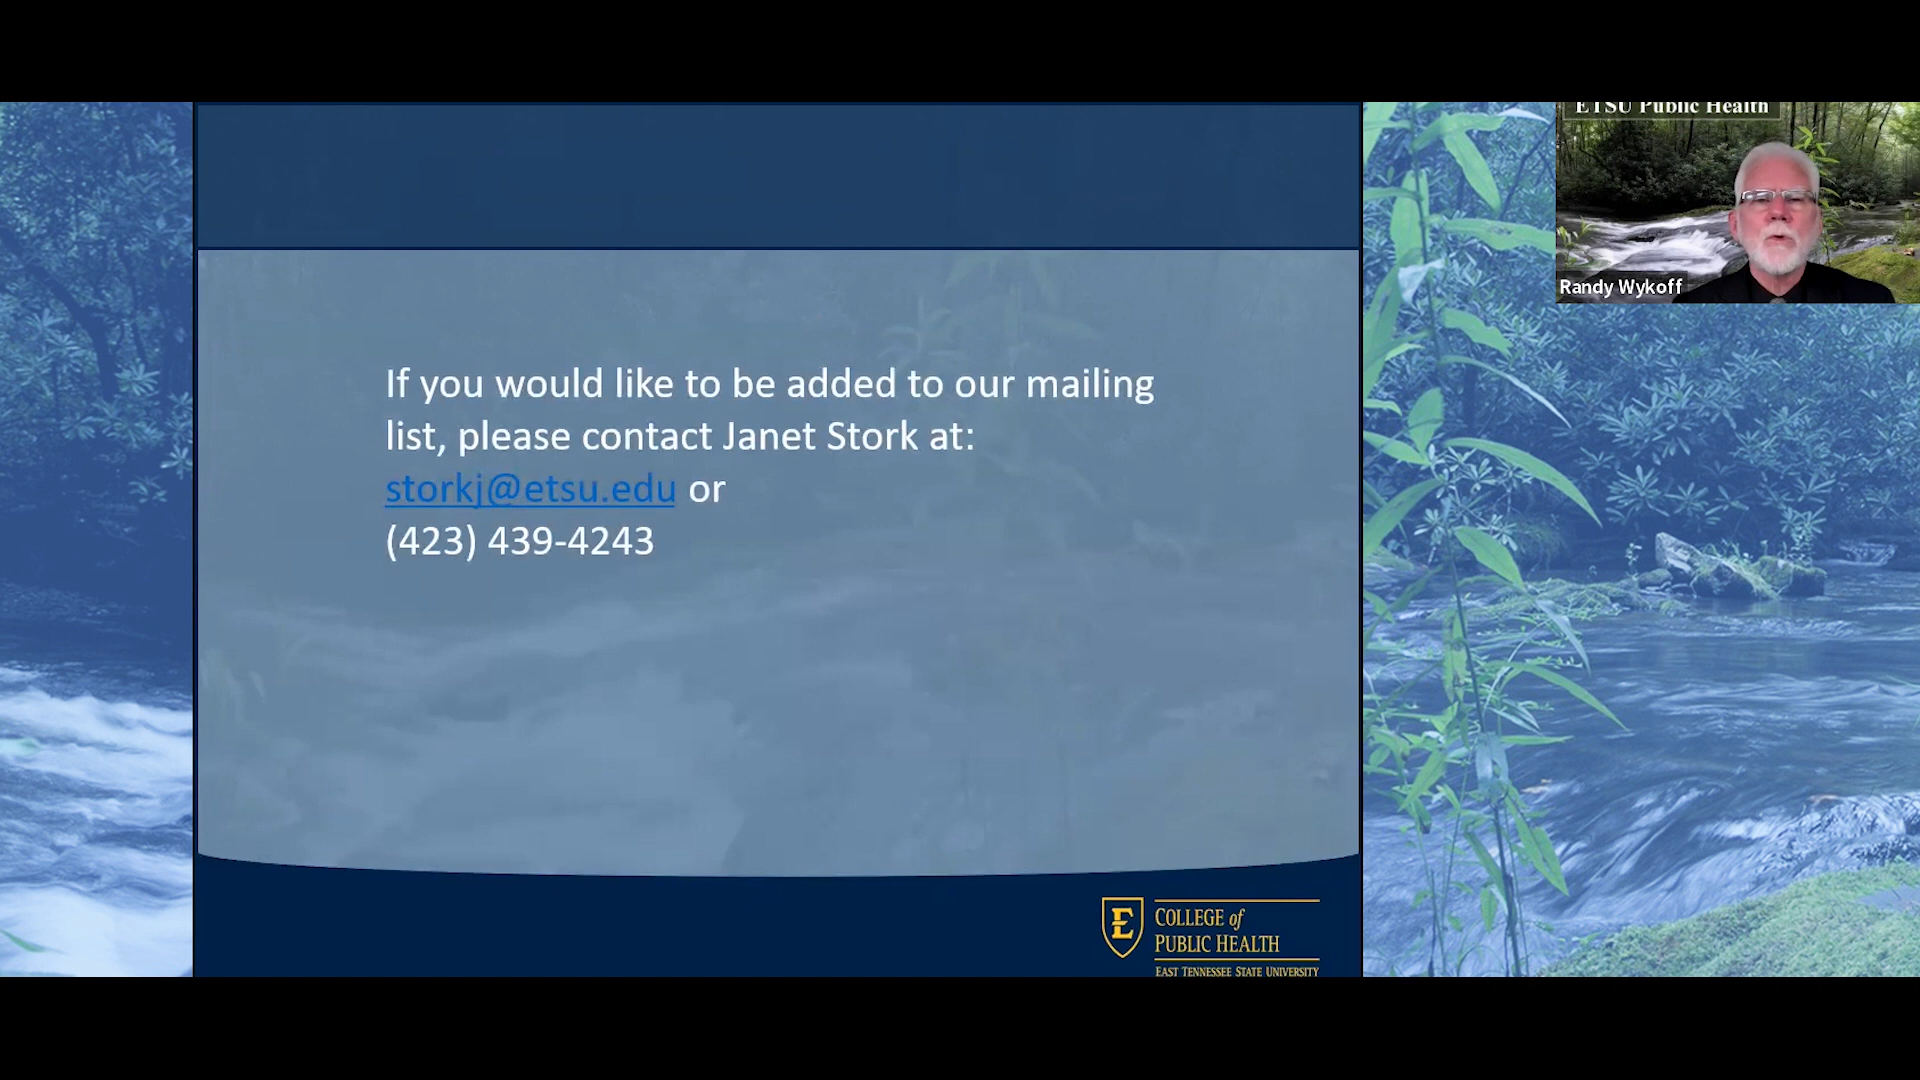 ETSU Public Health
Randy Wykoff
If you would like to be added to our mailing
list, please contact Janet Stork at:
storkj@etsu.edu or
(423) 439-4243
E
COLLEGE of
PUBLIC HEALTH
EAST TENNESSEE STATE UNIVERSITY